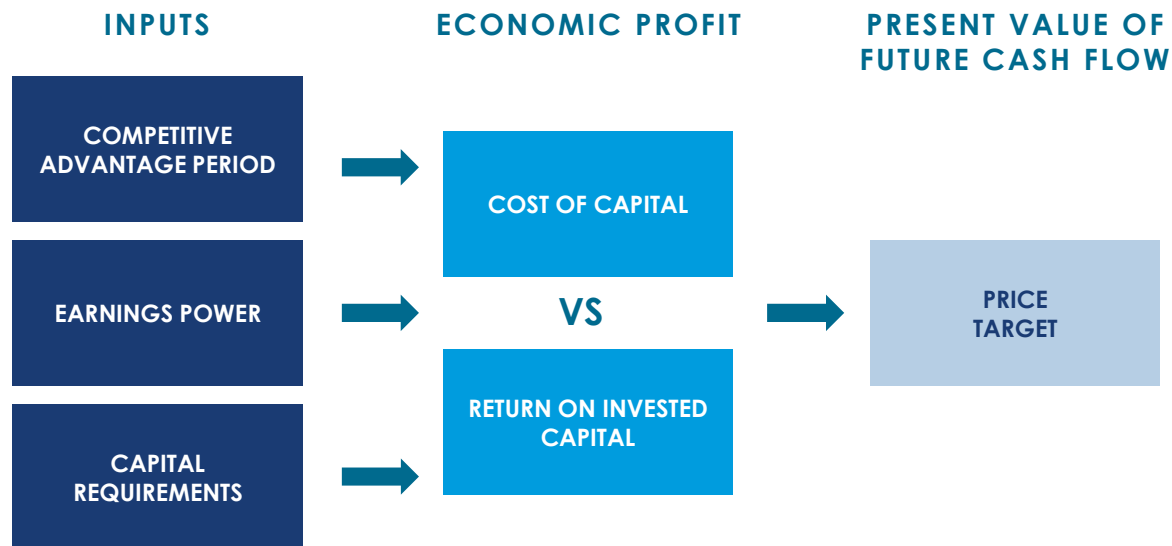 INPUTS
COMPETITIVE
ADVANTAGE PERIOD
EARNINGS POWER
CAPITAL
REQUIREMENTS
ECONOMIC PROFIT
COST OF CAPITAL
VS
RETURN ON INVESTED
CAPITAL
PRESENT VALUE OF
FUTURE CASH FLOW
PRICE
TARGET